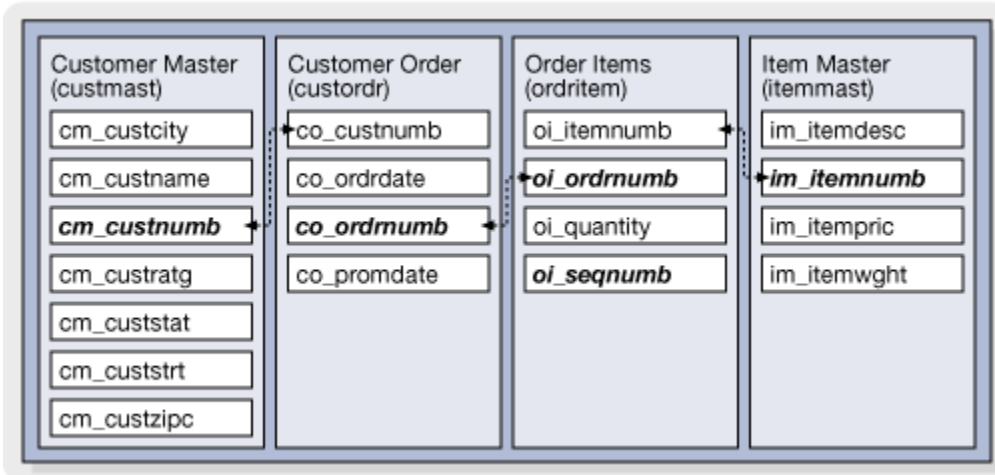 Customer Master
(custmast)
cm_custcity
cm_custname
cm_custnumb
cm_custratg
cm_custstat
cm_custstrt
cm_custzipc
Customer Order
(custordr)
co_custnumb
co_ordrdate
co_ordrnumb
co_promdate
Order Items
(ordritem)
oi_itemnumb
oi_ordrnumb
oi_quantity
oi_seqnumb
Item Master
(itemmast)
im_itemdesc
im_itemnumb
im_itempric
im_itemwght